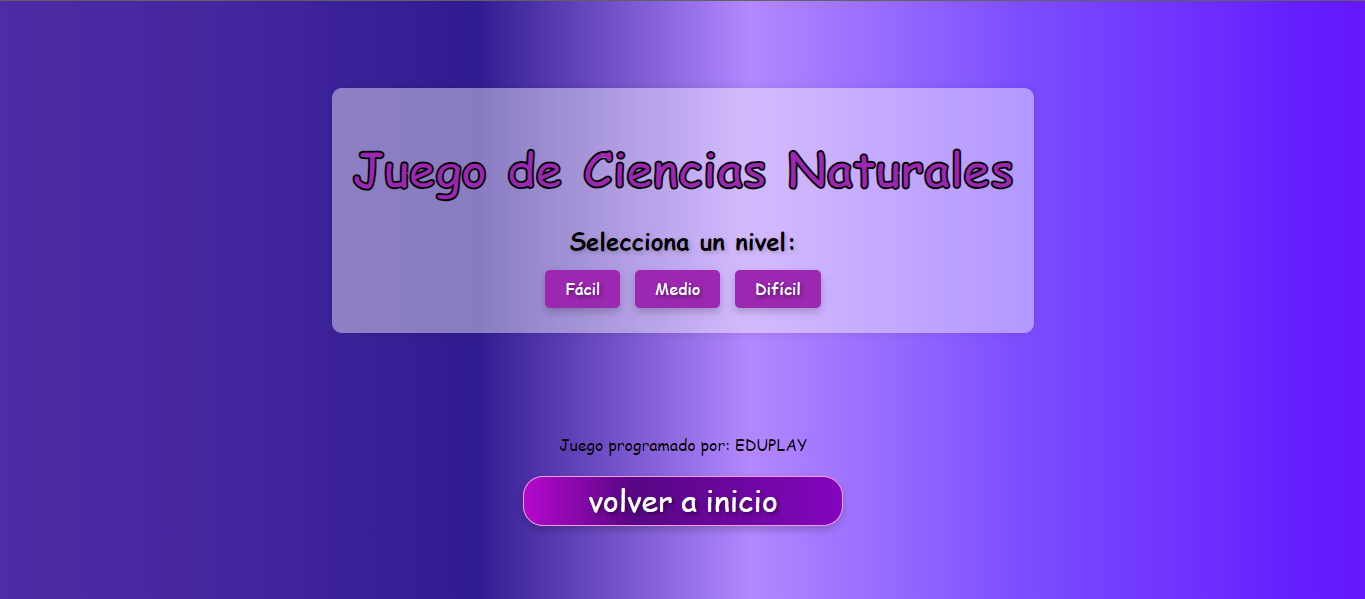 Juego de Ciencias Naturales
Selecciona un nivel:
Fácil Medio Difícil
Juego programado por: EDUPLAY
volver a inicio